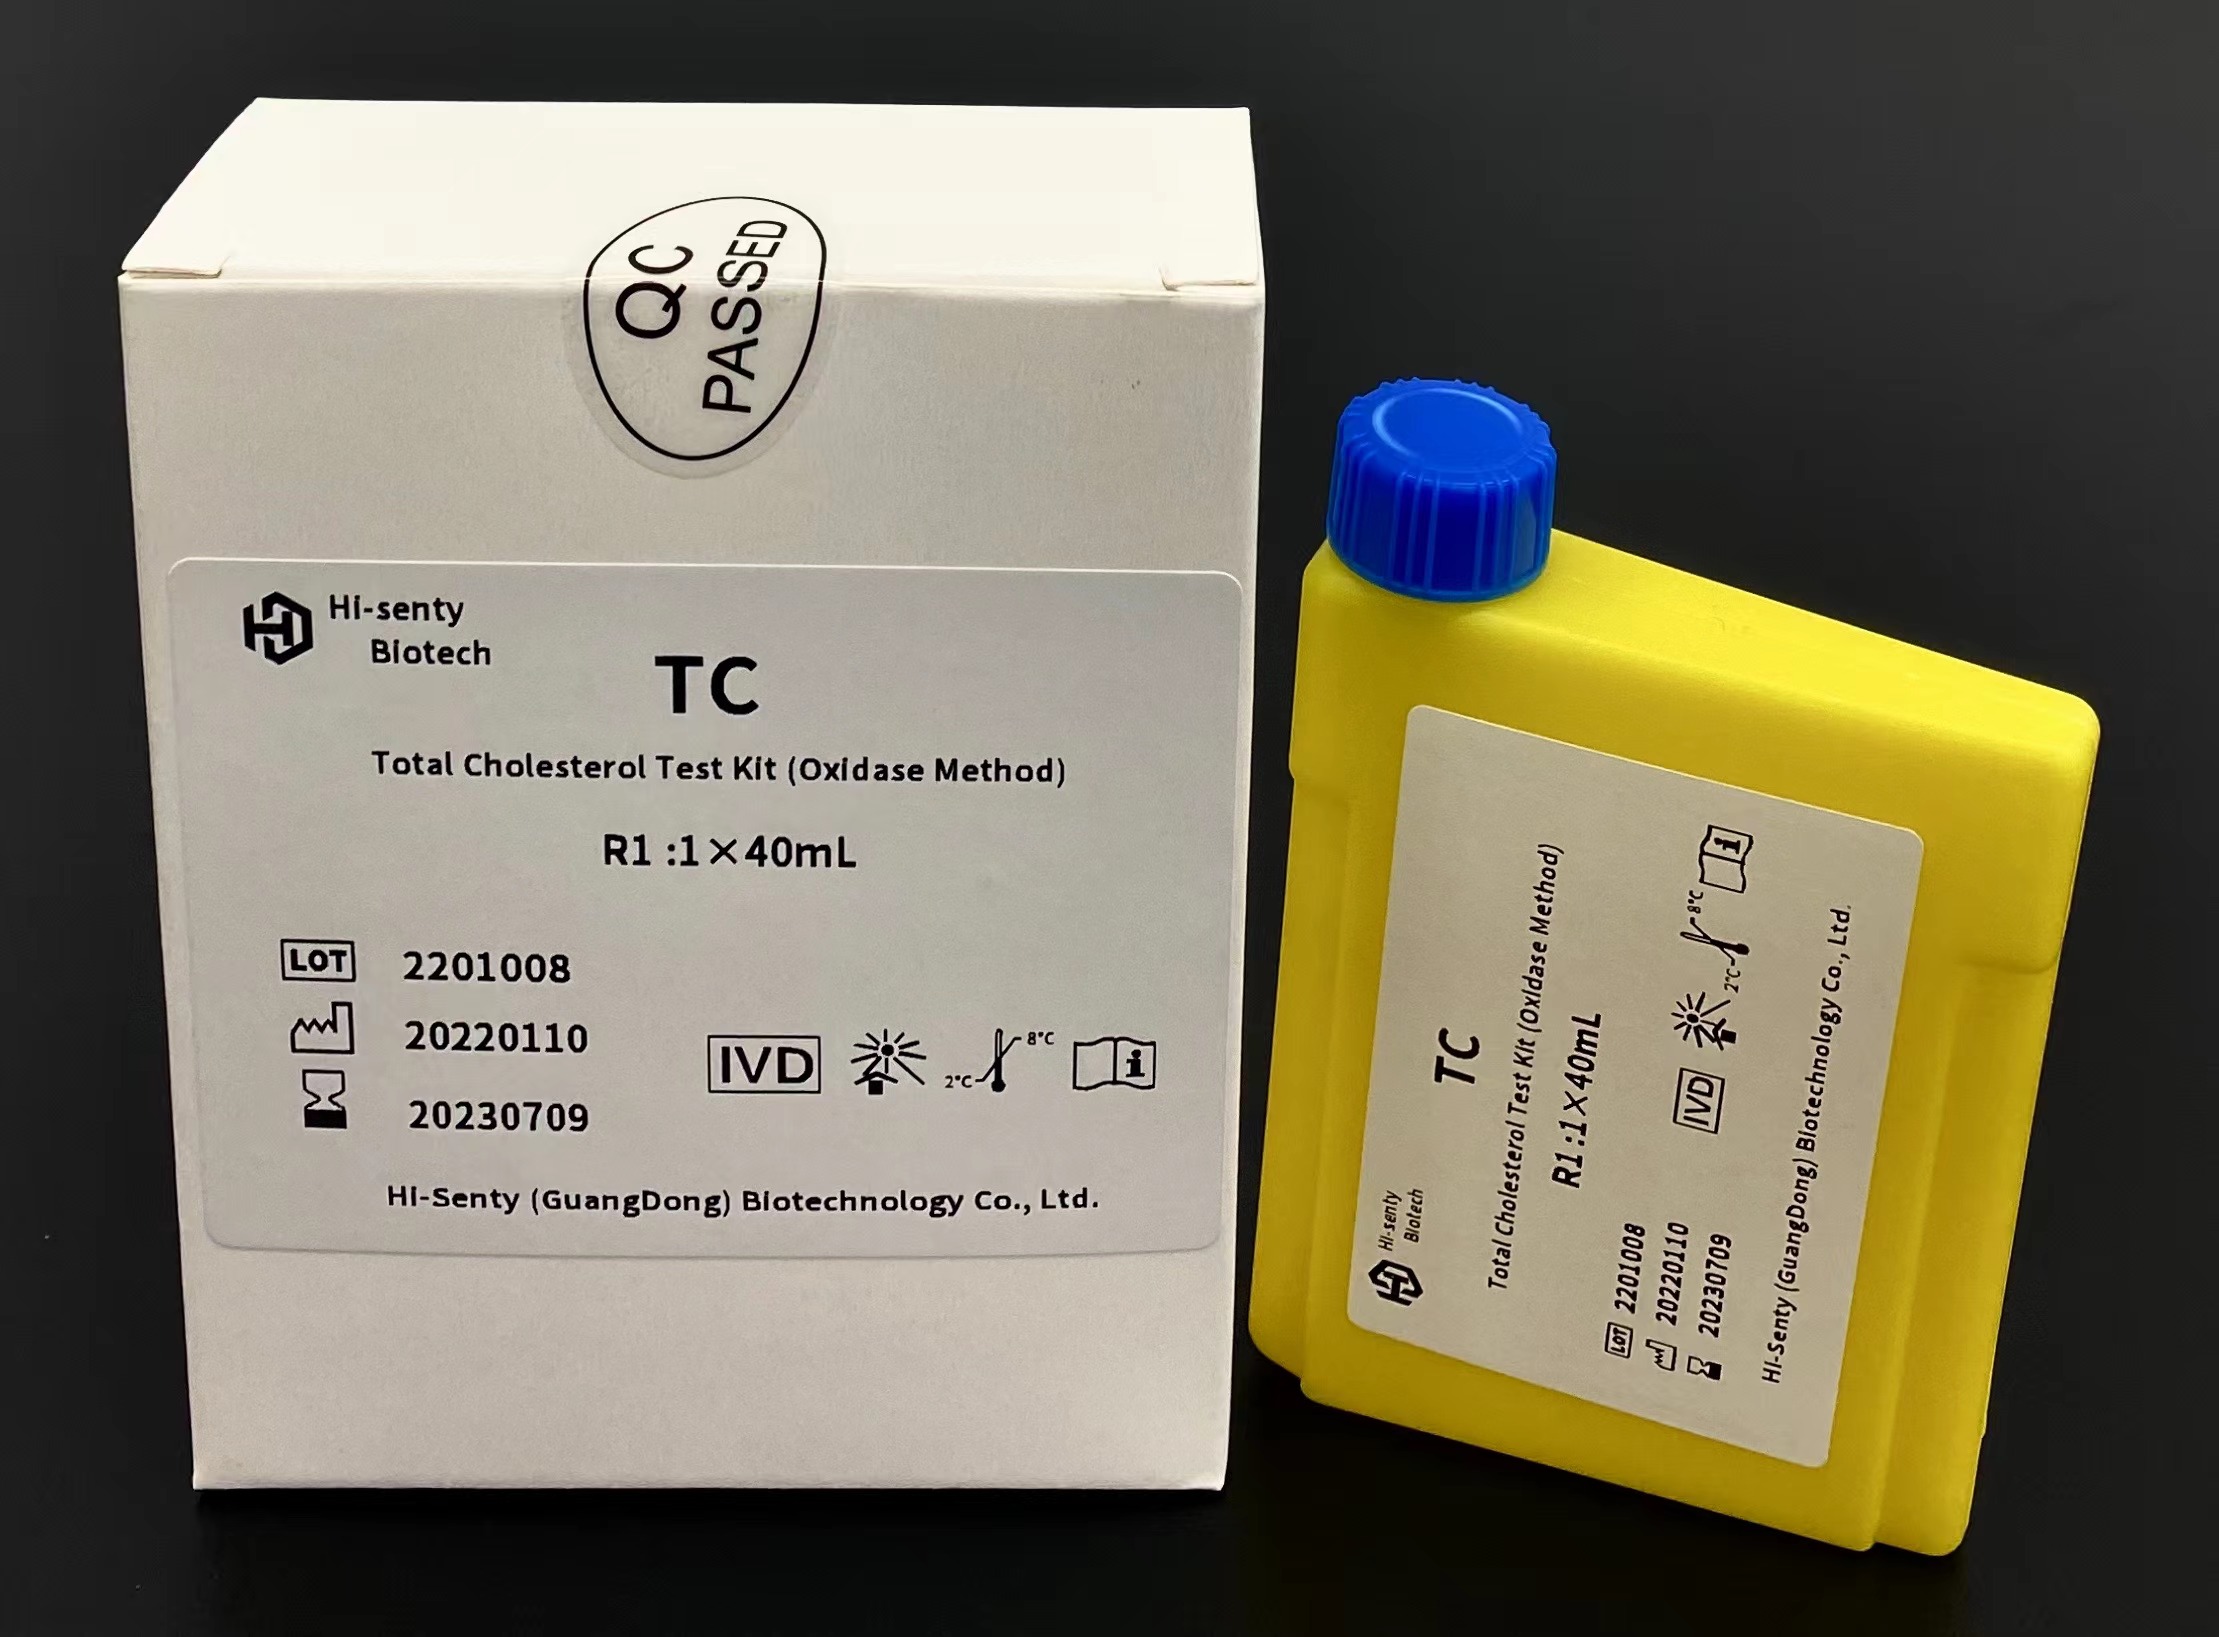 QC
PASSED
Hi-senty
Biotech
TC
Total Cholesterol Test Kit (Oxidase Method)
R1 :1×40mL
LOT 2201008
20220110
20230709
IVD
2°C 8°C
Hi-Senty (GuangDong) Biotechnology Co., Ltd.
Hi-senty
Biotech
TC
Total Cholesterol Test Kit (Oxidase Method)
R1 :1×40mL
LOT 2201008
20220110
20230709
IVD
2°C 8°C
Hi-Senty (GuangDong) Biotechnology Co., Ltd.